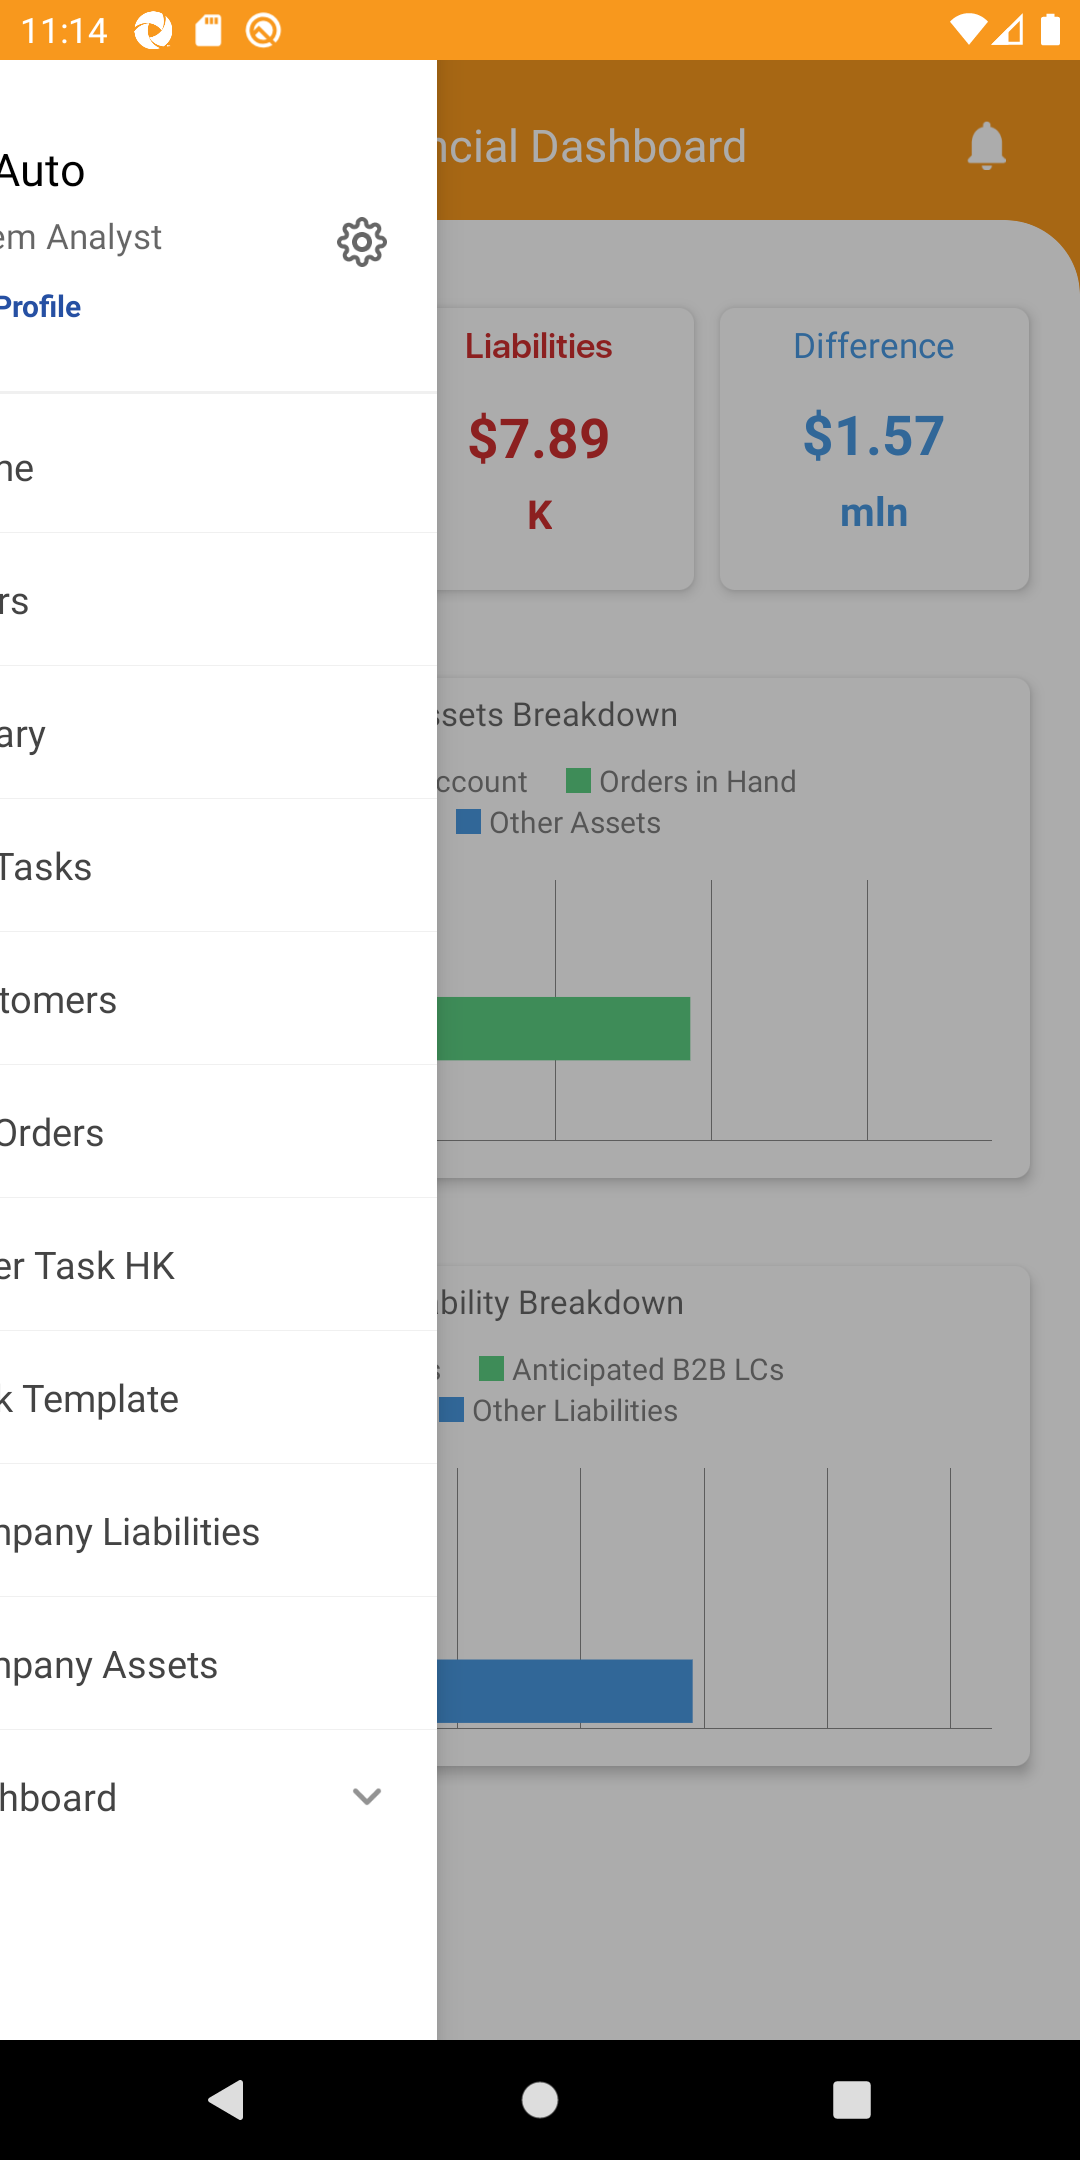 11:14
ncial Dashboard
Auto
em Analyst
Profile
Liabilities
$7.89
K
Difference
$1.57
mln
ne
rs
ary
Tasks
tomers
Orders
er Task HK
k Template
npany Liabilities
npany Assets
hboard
ssets Breakdown
ccount
Orders in Hand
Other Assets
bility Breakdown
s
Anticipated B2B LCs
Other Liabilities